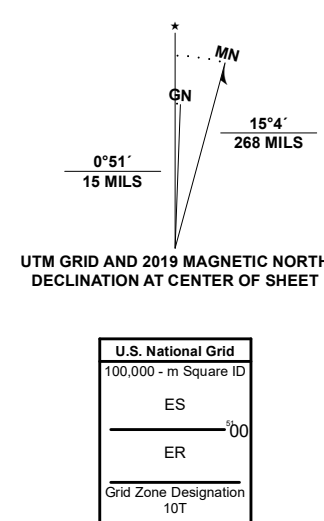 ★
MN
GN
15°4´
268 MILS
0°51´
15 MILS
UTM GRID AND 2019 MAGNETIC NORTH
DECLINATION AT CENTER OF SHEET
U.S. National Grid
100,000 - m Square ID
ES
5100
ER
Grid Zone Designation
10T